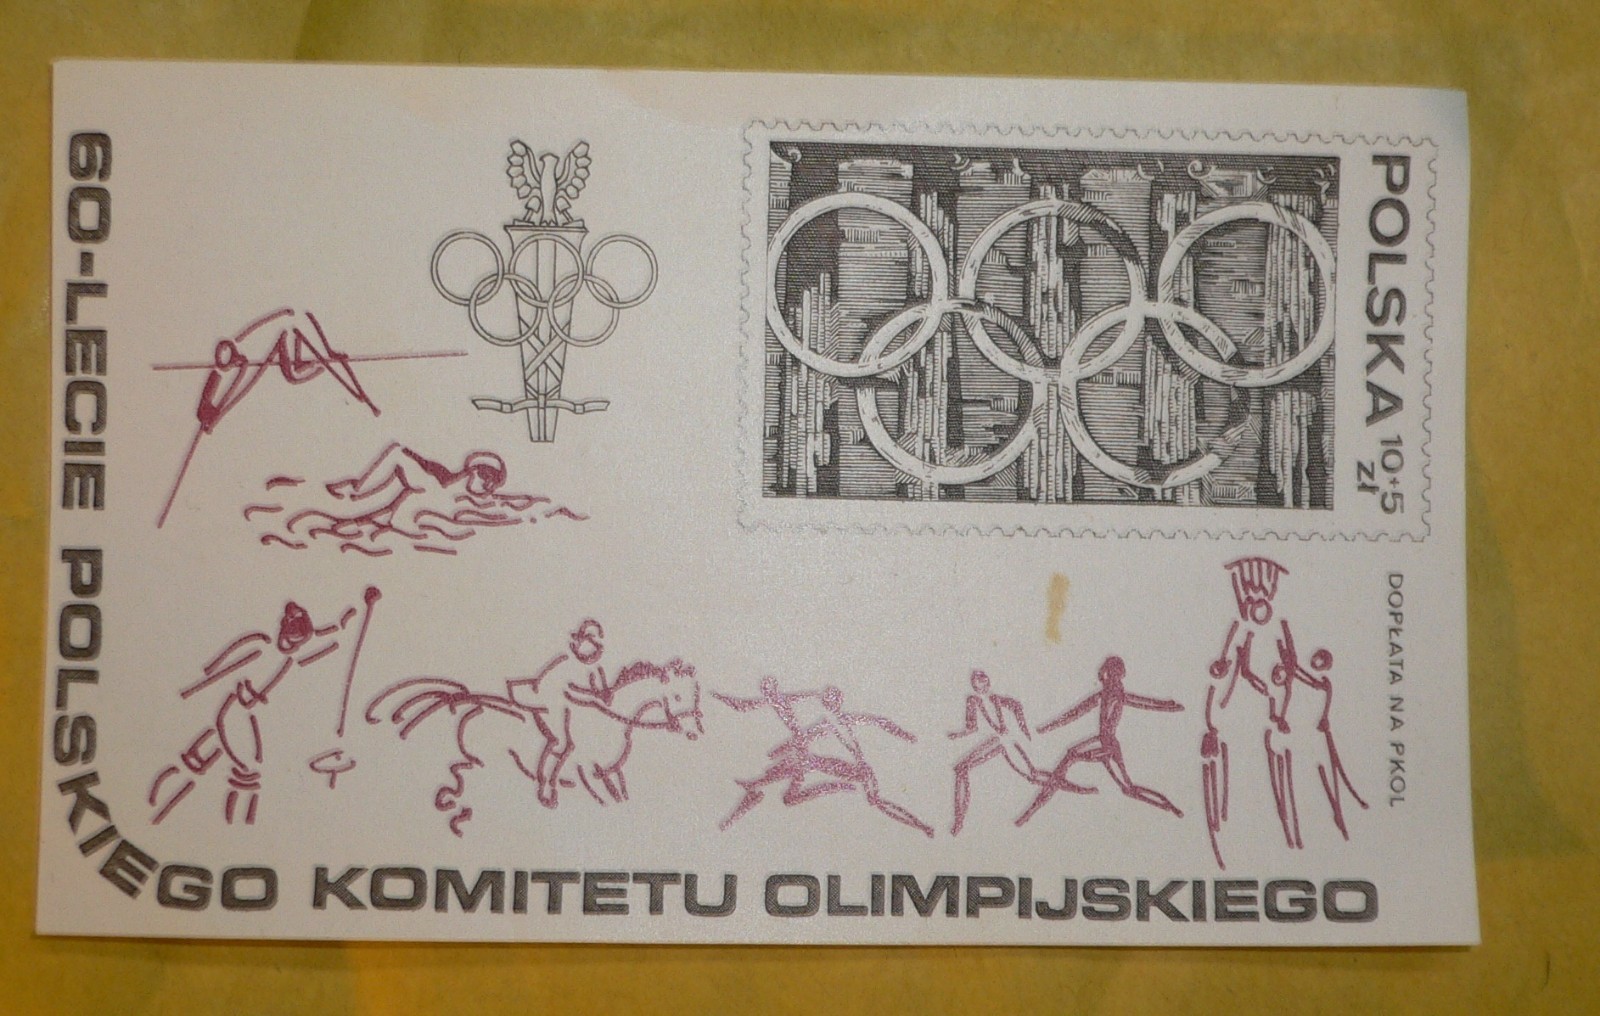 60-LECIE POLSKIEGO KOMITETU OLIMPIJSKIEGO
POLSKA 10+5
zł
DOPŁATA NA PKOL